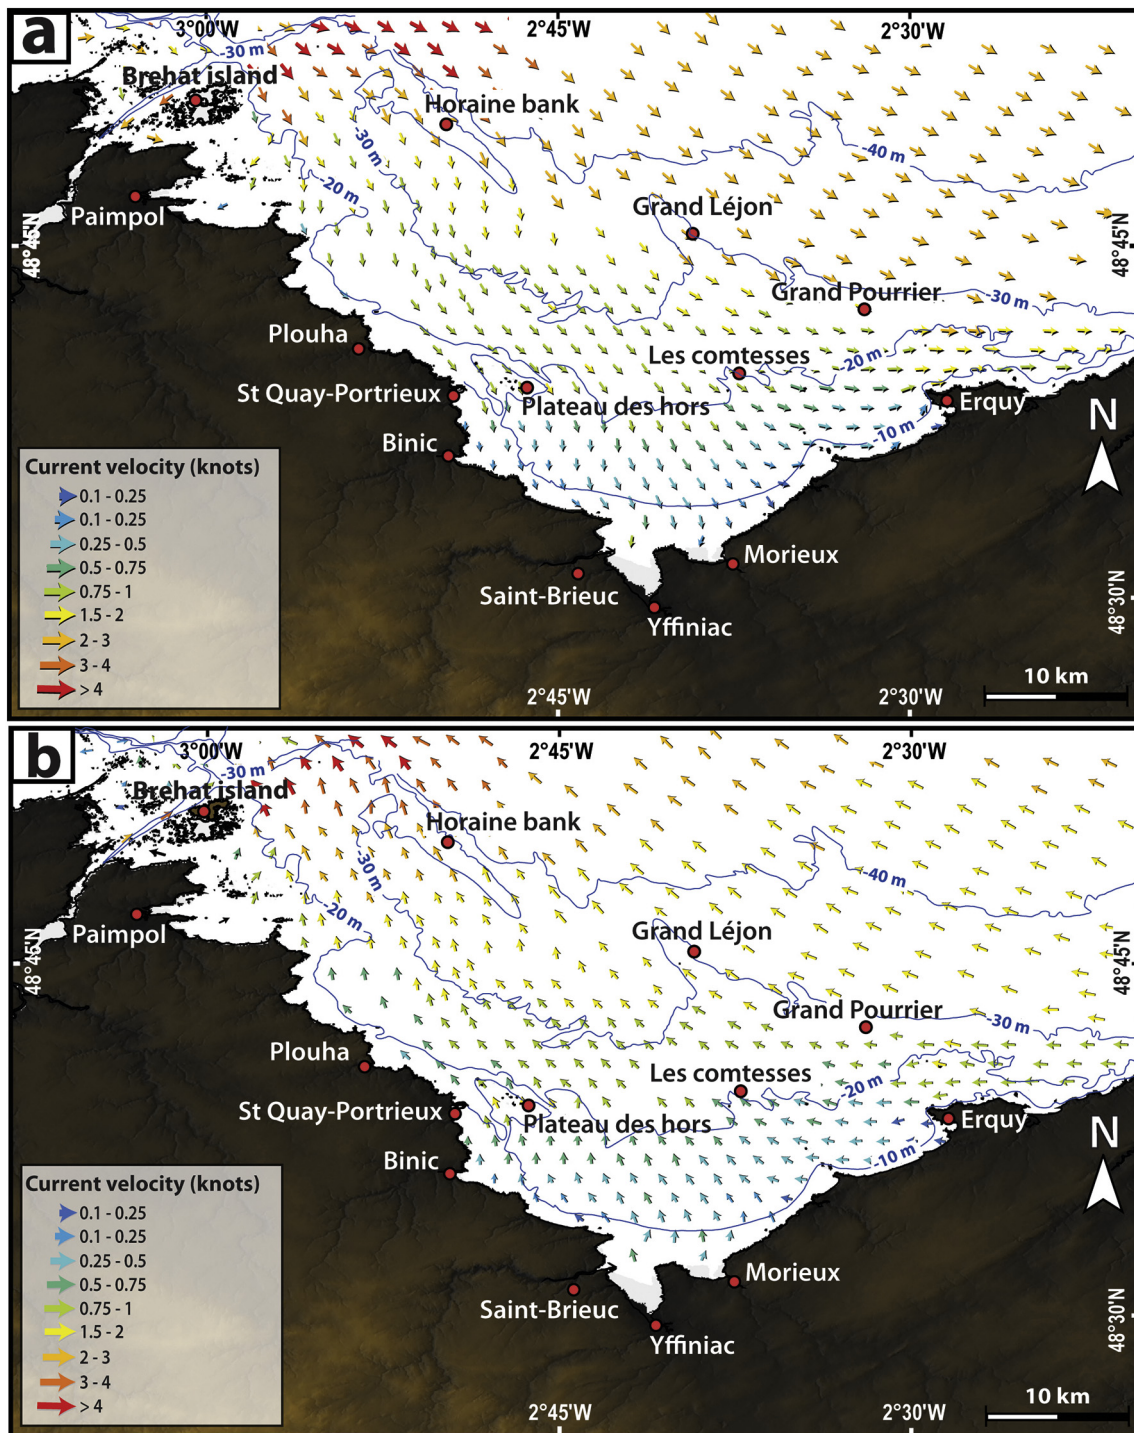 a
3°00'W
2°45'W
2°30'W
-30 m
Brehat island
Horaine bank
-30 m
-40 m
-20 m
Paimpol
Grand Léjon
48°45'N
48°45'N
Grand Pourrier
-30 m
Plouha
Les comtesses
-20 m
St Quay-Portrieux
Plateau des hors
Erquy
-10 m
N
Binic
Current velocity (knots)
0.1 - 0.25
0.1 - 0.25
0.25 - 0.5
0.5 - 0.75
0.75 - 1
1.5 - 2
2 - 3
3 - 4
> 4
Morieux
Saint-Brieuc
Yffiniac
48°30'N
10 km
2°45'W
2°30'W
b
3°00'W
2°45'W
2°30'W
-30 m
Brehat island
Horaine bank
-30 m
-40 m
-20 m
Paimpol
Grand Léjon
48°45'N
48°45'N
Grand Pourrier
-30 m
Plouha
Les comtesses
-20 m
St Quay-Portrieux
Plateau des hors
Erquy
-10 m
N
Binic
Current velocity (knots)
0.1 - 0.25
0.1 - 0.25
0.25 - 0.5
0.5 - 0.75
0.75 - 1
1.5 - 2
2 - 3
3 - 4
> 4
Morieux
Saint-Brieuc
Yffiniac
48°30'N
10 km
2°45'W
2°30'W